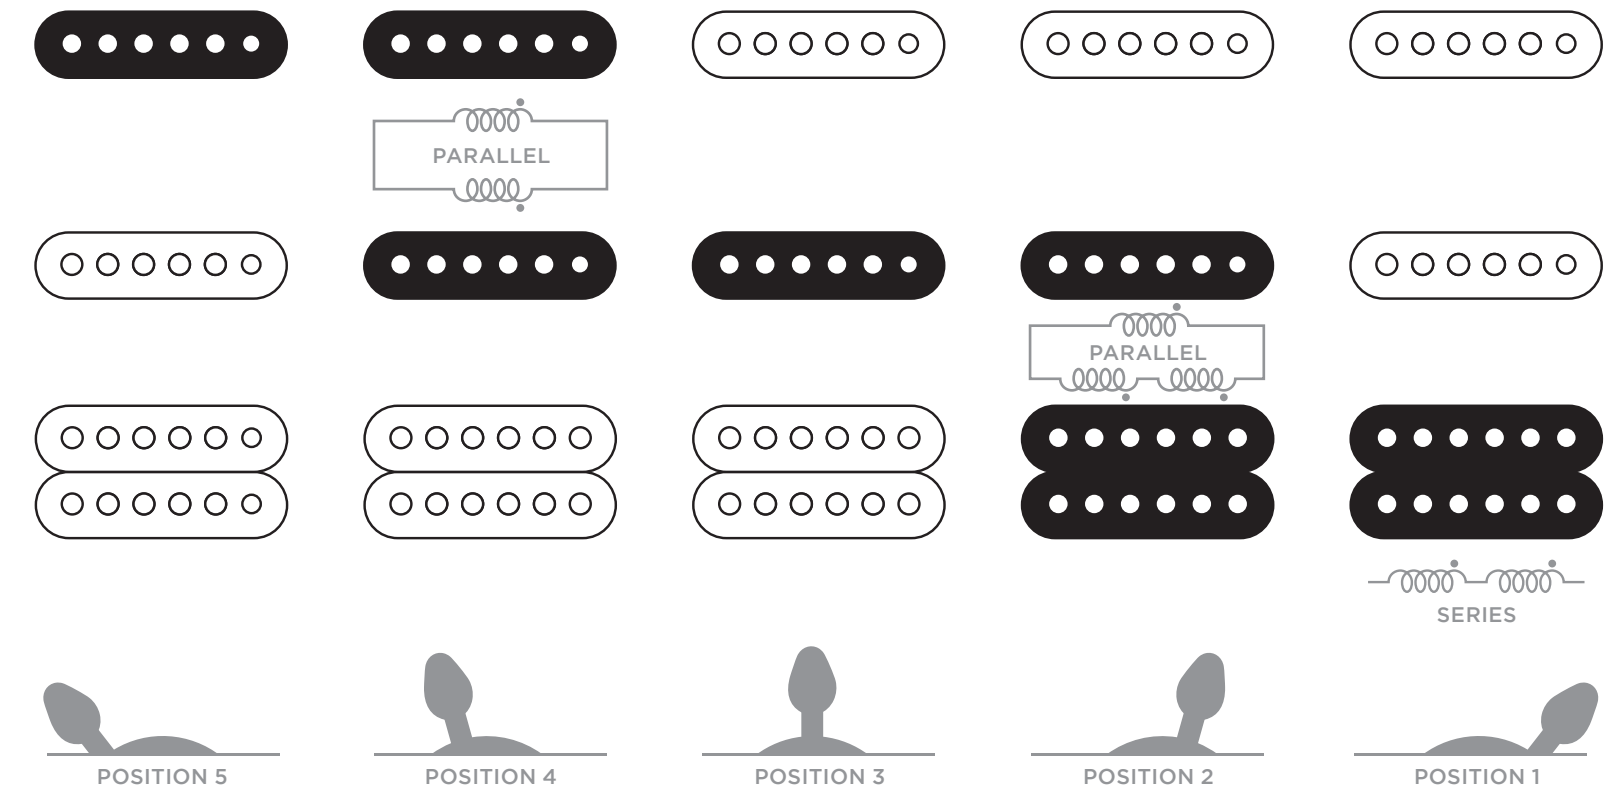 PARALLEL
PARALLEL
SERIES
POSITION 5
POSITION 4
POSITION 3
POSITION 2
POSITION 1